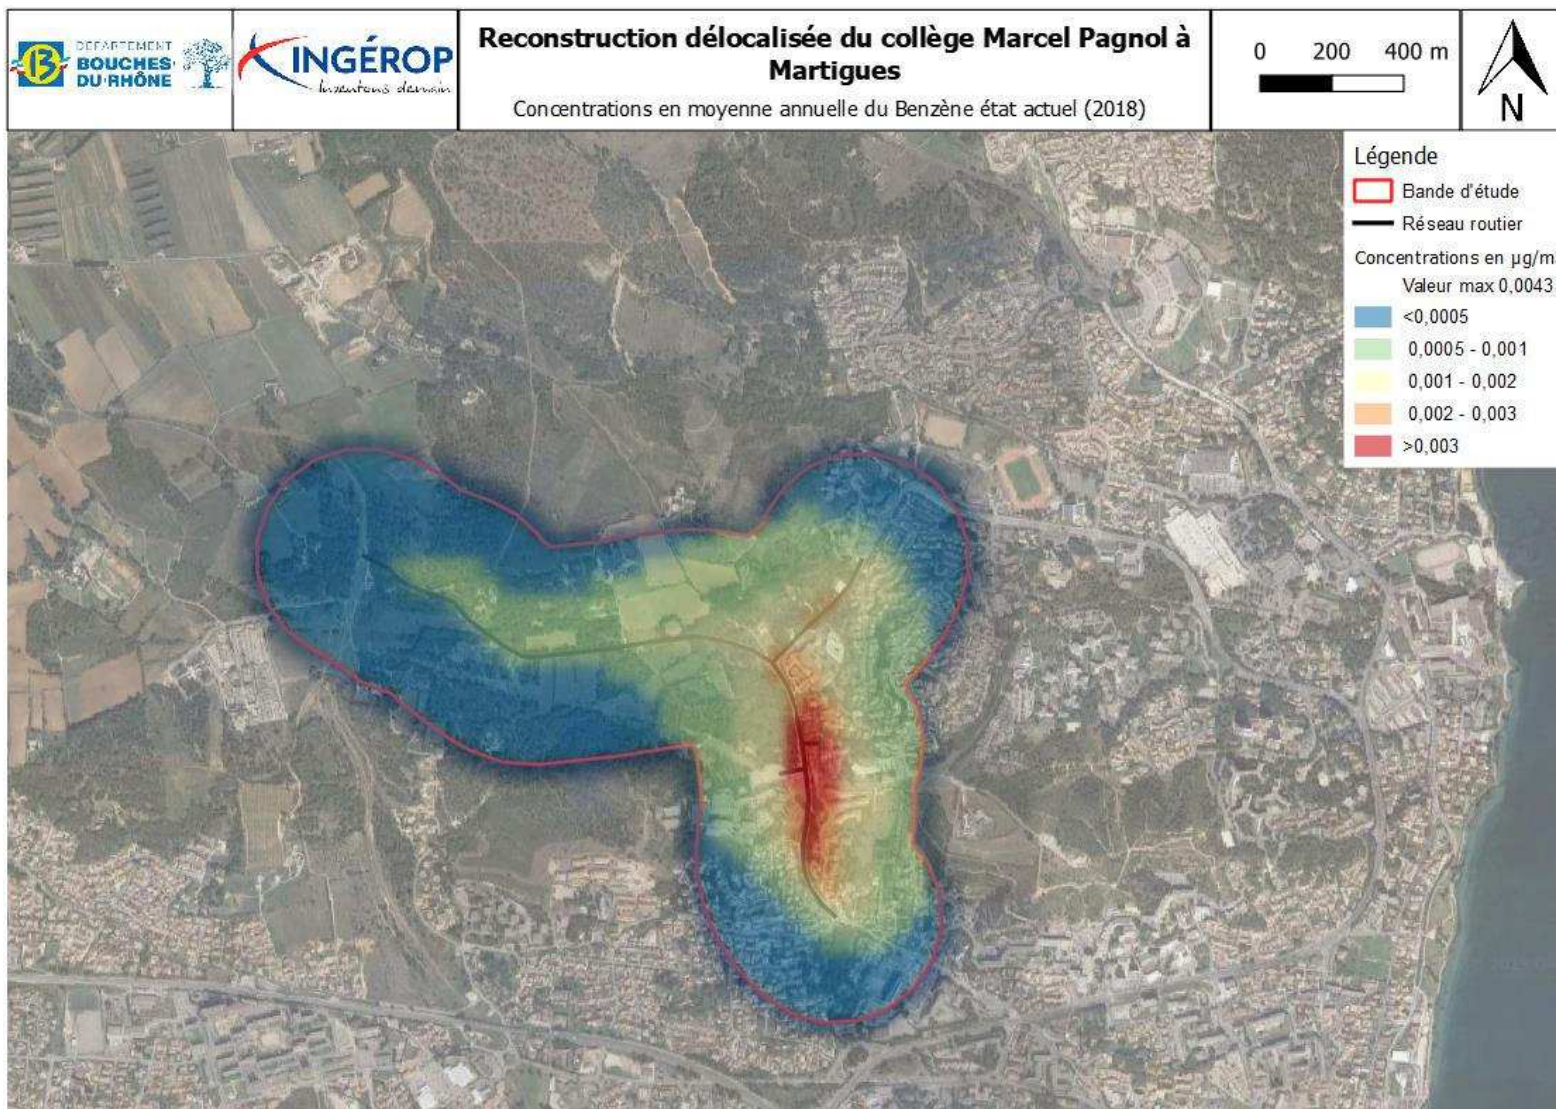 DÉPARTEMENT
BOUCHES
DU·RHÔNE
INGÉROP
Inventons demain
Reconstruction délocalisée du collège Marcel Pagnol à
Martigues
Concentrations en moyenne annuelle du Benzène état actuel (2018)
0 200 400 m
N
Légende
Bande d'étude
Réseau routier
Concentrations en µg/m
Valeur max 0,0043
<0,0005
0,0005 - 0,001
0,001 - 0,002
0,002 - 0,003
>0,003